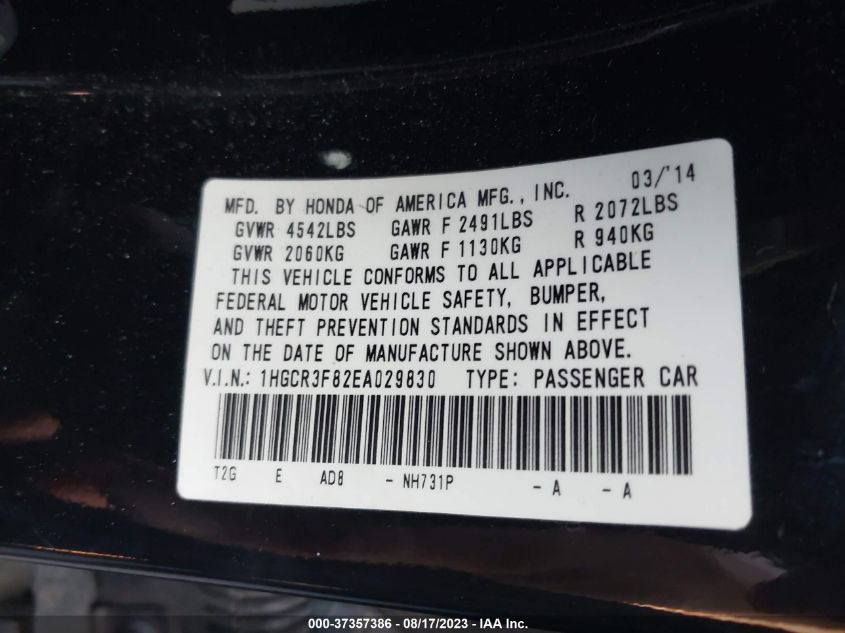 MFD. BY HONDA OF AMERICA MFG., INC. 03/'14
GVWR 4542LBS GAWR F 2491LBS R 2072LBS
GVWR 2060KG GAWR F 1130KG R 940KG
THIS VEHICLE CONFORMS TO ALL APPLICABLE
FEDERAL MOTOR VEHICLE SAFETY, BUMPER,
AND THEFT PREVENTION STANDARDS IN EFFECT
ON THE DATE OF MANUFACTURE SHOWN ABOVE.
V.I.N.: 1HGCR3F82EA029830 TYPE: PASSENGER CAR
T2G E AD8 - NH731P - A - A
000-37357386 - 08/17/2023 - IAA Inc.